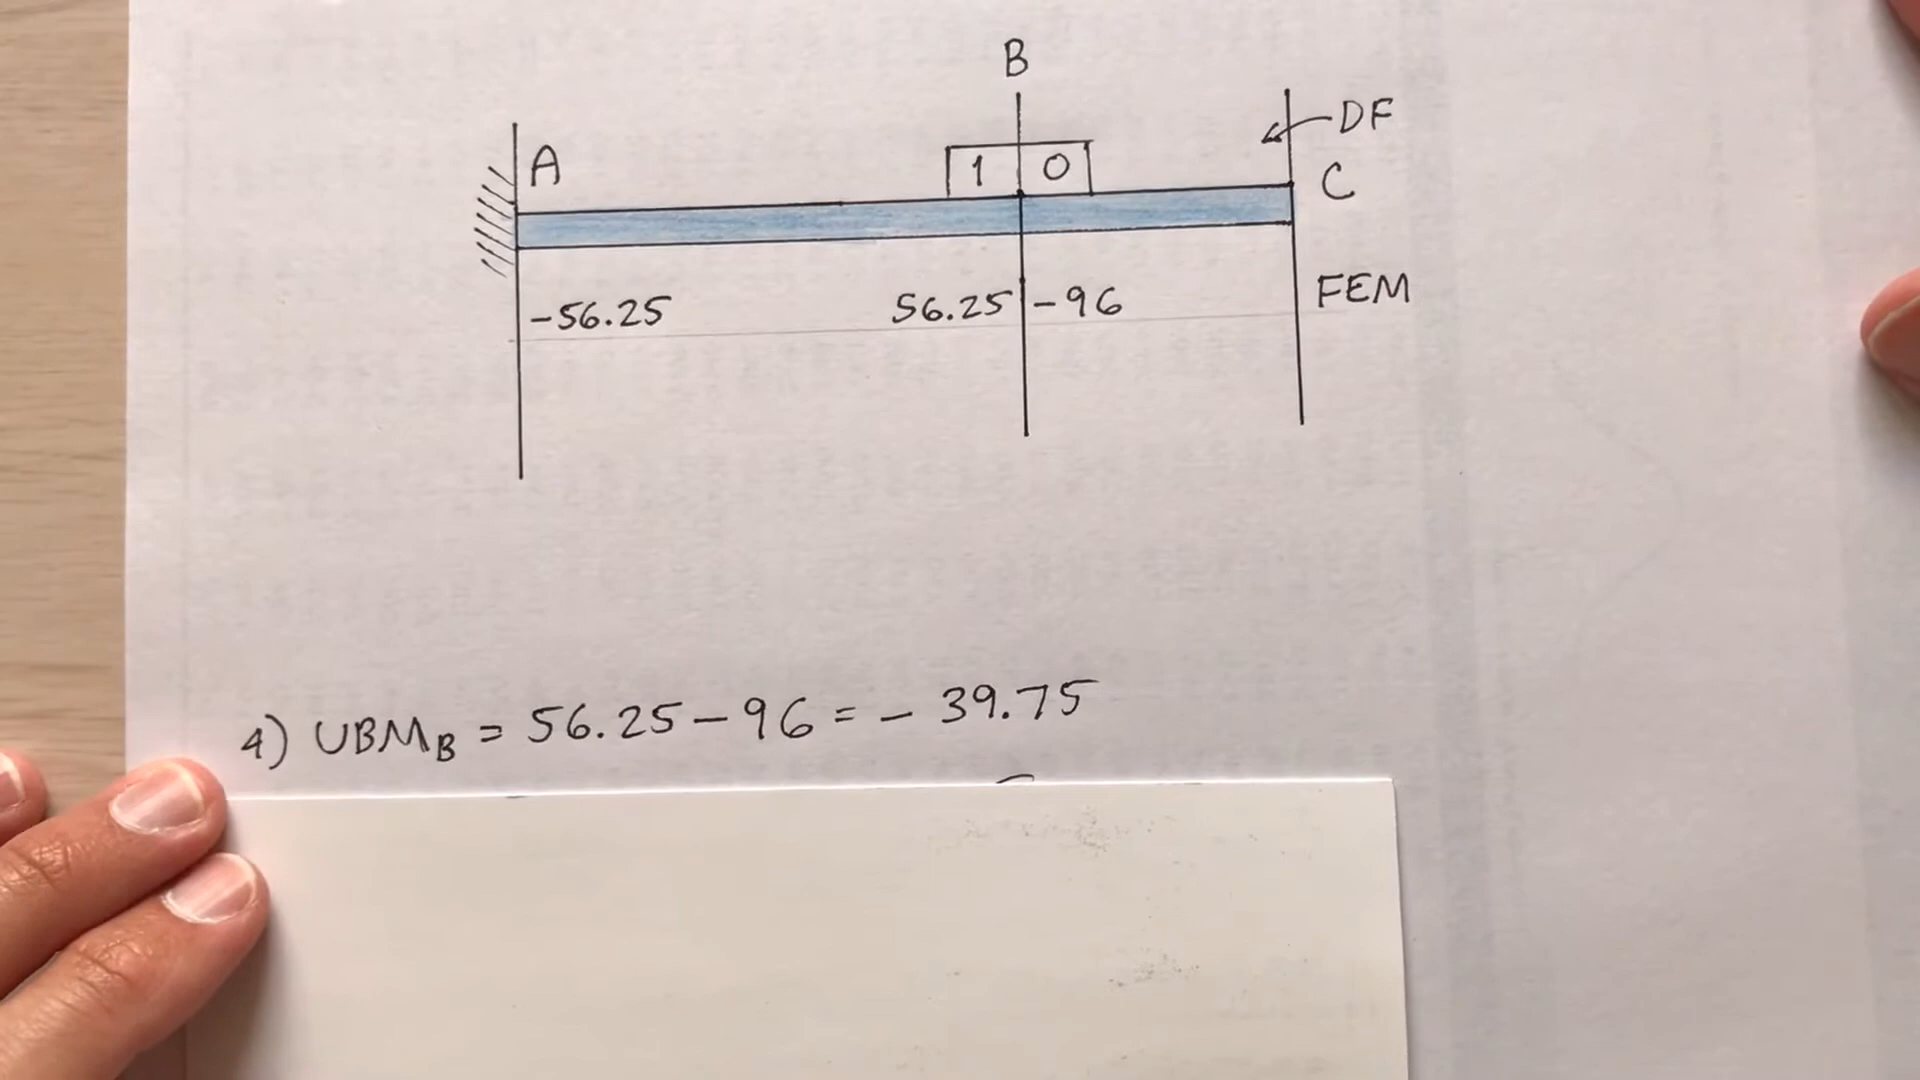 B
DF
A
1 0
C
-56.25 56.25 -96 FEM
4) UBM_B = 56.25 - 96 = - 39.75